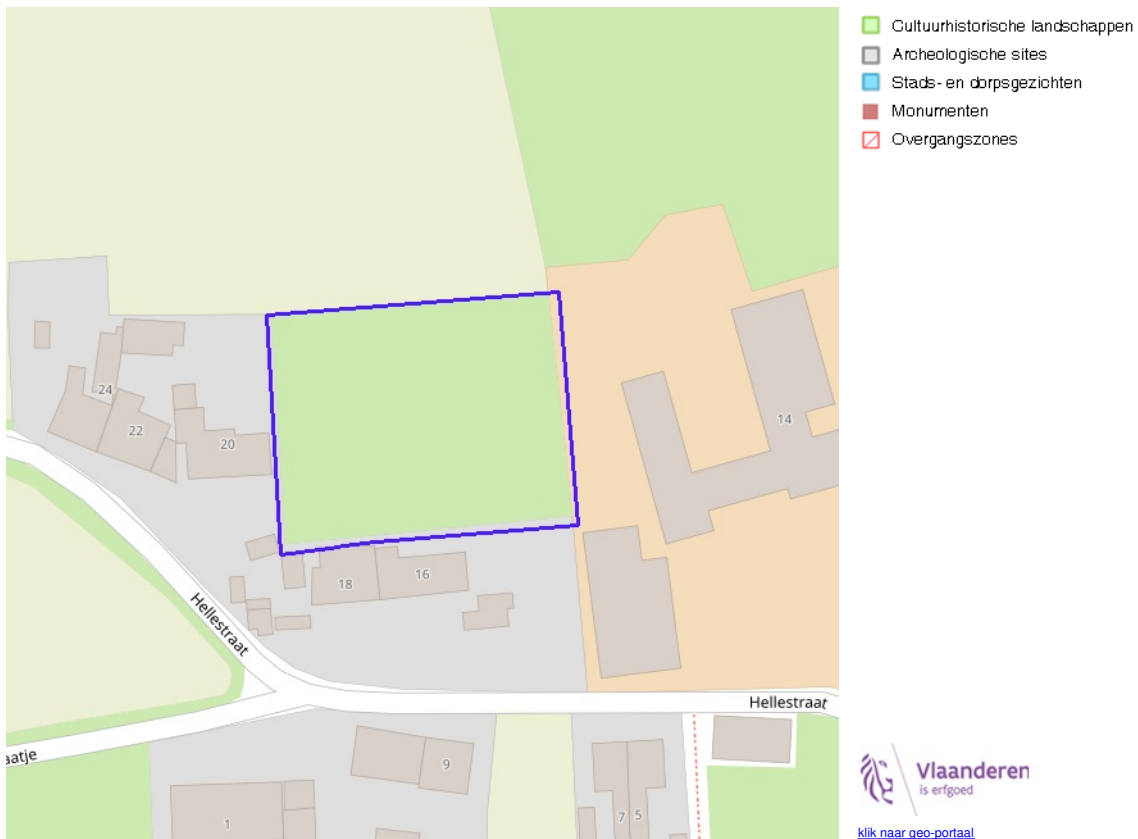 Cultuurhistorische landschappen
Archeologische sites
Stads- en dorpsgezichten
Monumenten
Overgangszones
24
22
20
14
18
16
Hellestraat
Hellestraat
aatje
9
1
7
5
Vlaanderen
is erfgoed
klik naar geo-portaal